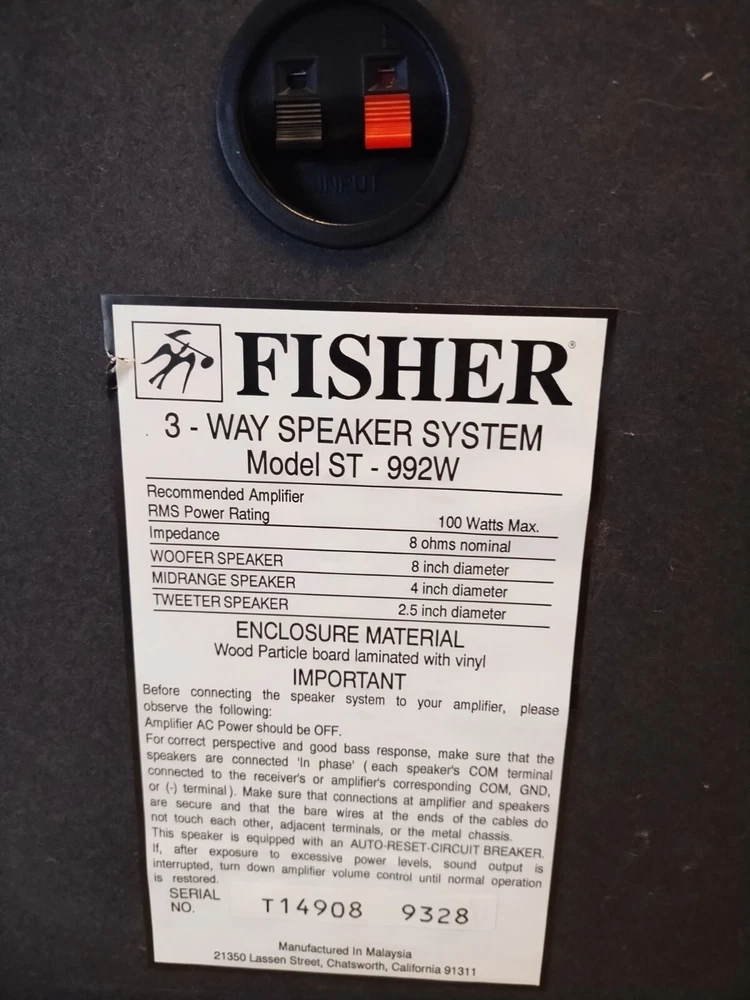 INPUT
FISHER®
3 - WAY SPEAKER SYSTEM
Model ST - 992W
Recommended Amplifier
RMS Power Rating 100 Watts Max.
Impedance 8 ohms nominal
WOOFER SPEAKER 8 inch diameter
MIDRANGE SPEAKER 4 inch diameter
TWEETER SPEAKER 2.5 inch diameter
ENCLOSURE MATERIAL
Wood Particle board laminated with vinyl
IMPORTANT
Before connecting the speaker system to your amplifier, please
observe the following:
Amplifier AC Power should be OFF.
For correct perspective and good bass response, make sure that the
speakers are connected 'In phase' ( each speaker's COM terminal
connected to the receiver's or amplifier's corresponding COM, GND,
or (-) terminal ). Make sure that connections at amplifier and speakers
are secure and that the bare wires at the ends of the cables do
not touch each other, adjacent terminals, or the metal chassis.
This speaker is equipped with an AUTO-RESET-CIRCUIT BREAKER.
If, after exposure to excessive power levels, sound output is
interrupted, turn down amplifier volume control until normal operation
is restored.
SERIAL
NO. T14908 9328
Manufactured In Malaysia
21350 Lassen Street, Chatsworth, California 91311